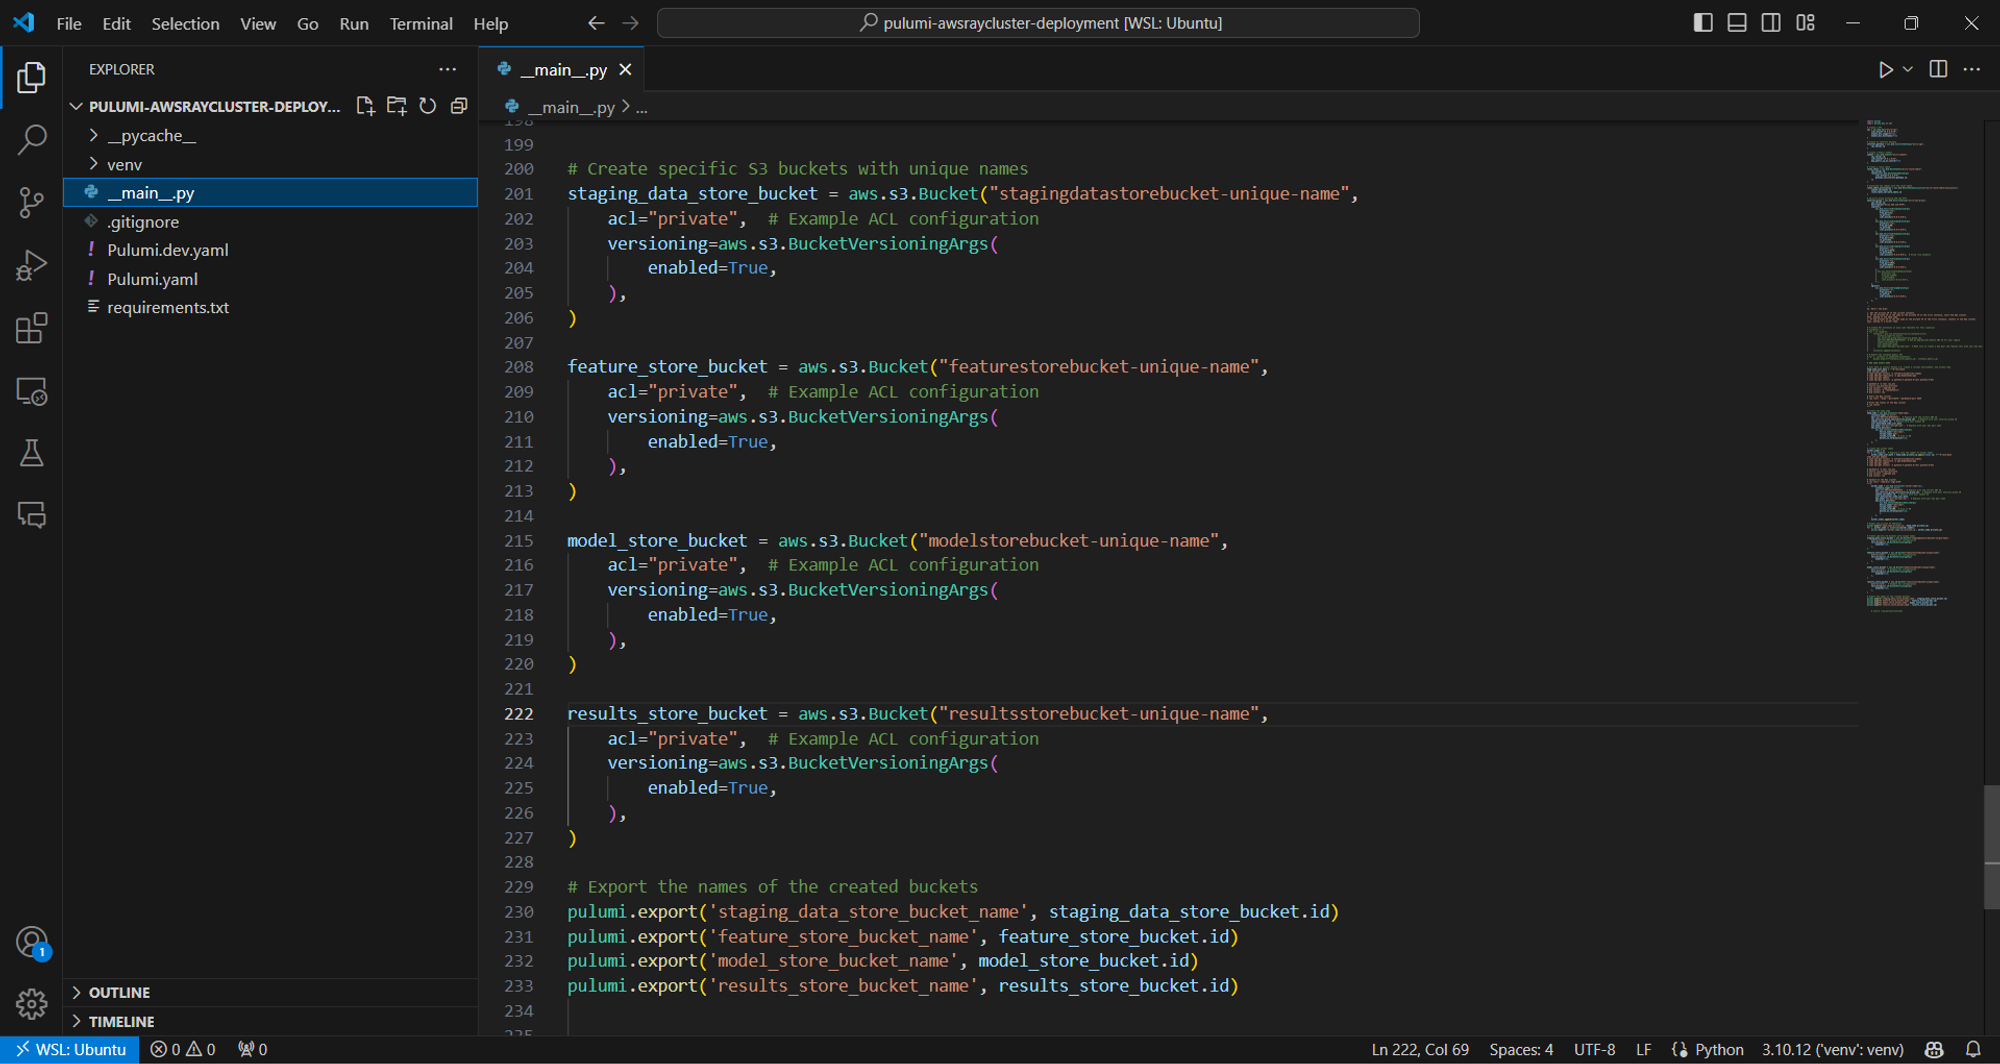 File Edit Selection View Go Run Terminal Help
pulumi-awsraycluster-deployment [WSL: Ubuntu]
EXPLORER
PULUMI-AWSRAYCLUSTER-DEPLOY...
__pycache__
venv
__main__.py
.gitignore
Pulumi.dev.yaml
Pulumi.yaml
requirements.txt
OUTLINE
TIMELINE
__main__.py
__main__.py > ...
198
199
200 # Create specific S3 buckets with unique names
201 staging_data_store_bucket = aws.s3.Bucket("stagingdatastorebucket-unique-name",
202 acl="private",  # Example ACL configuration
203 versioning=aws.s3.BucketVersioningArgs(
204 enabled=True,
205 ),
206 )
207
208 feature_store_bucket = aws.s3.Bucket("featurestorebucket-unique-name",
209 acl="private",  # Example ACL configuration
210 versioning=aws.s3.BucketVersioningArgs(
211 enabled=True,
212 ),
213 )
214
215 model_store_bucket = aws.s3.Bucket("modelstorebucket-unique-name",
216 acl="private",  # Example ACL configuration
217 versioning=aws.s3.BucketVersioningArgs(
218 enabled=True,
219 ),
220 )
221
222 results_store_bucket = aws.s3.Bucket("resultsstorebucket-unique-name",
223 acl="private",  # Example ACL configuration
224 versioning=aws.s3.BucketVersioningArgs(
225 enabled=True,
226 ),
227 )
228
229 # Export the names of the created buckets
230 pulumi.export('staging_data_store_bucket_name', staging_data_store_bucket.id)
231 pulumi.export('feature_store_bucket_name', feature_store_bucket.id)
232 pulumi.export('model_store_bucket_name', model_store_bucket.id)
233 pulumi.export('results_store_bucket_name', results_store_bucket.id)
234
235
1
WSL: Ubuntu 0 0 0 Ln 222, Col 69 Spaces: 4 UTF-8 LF Python 3.10.12 ('venv': venv)